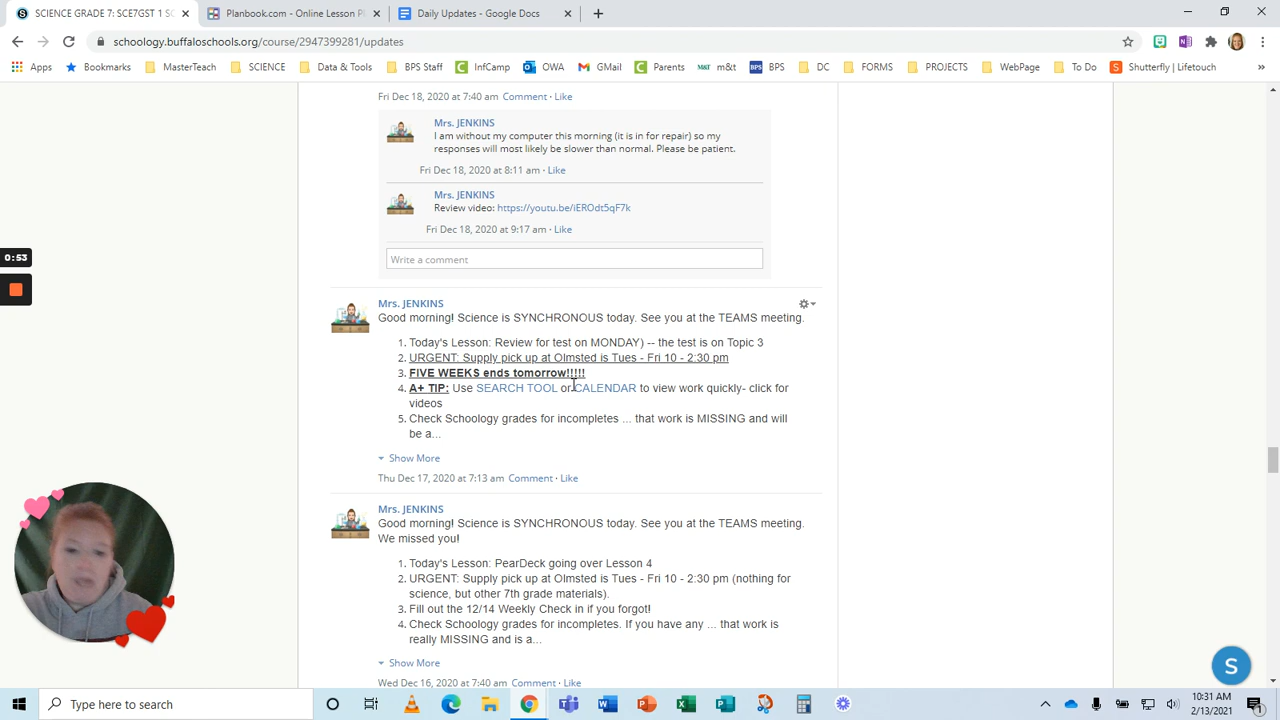 SCIENCE GRADE 7: SCE7GST 1 SC
Planbook.com - Online Lesson Pl
Daily Updates - Google Docs
schoology.buffaloschools.org/course/2947399281/updates
Apps Bookmarks MasterTeach SCIENCE Data & Tools BPS Staff InfCamp OWA GMail Parents M&T m&t BPS BPS DC FORMS PROJECTS WebPage To Do Shutterfly | Lifetouch »
Fri Dec 18, 2020 at 7:40 am Comment · Like
Mrs. JENKINS
I am without my computer this morning (it is in for repair) so my
responses will most likely be slower than normal. Please be patient.
Fri Dec 18, 2020 at 8:11 am · Like
Mrs. JENKINS
Review video: https://youtu.be/iEROdt5qF7k
Fri Dec 18, 2020 at 9:17 am · Like
Write a comment
0:53
Mrs. JENKINS
Good morning! Science is SYNCHRONOUS today. See you at the TEAMS meeting.
1. Today's Lesson: Review for test on MONDAY) -- the test is on Topic 3
2. URGENT: Supply pick up at Olmsted is Tues - Fri 10 - 2:30 pm
3. FIVE WEEKS ends tomorrow!!!!!
4. A+ TIP: Use SEARCH TOOL or CALENDAR to view work quickly- click for
videos
5. Check Schoology grades for incompletes ... that work is MISSING and will
be a...
Show More
Thu Dec 17, 2020 at 7:13 am Comment · Like
Mrs. JENKINS
Good morning! Science is SYNCHRONOUS today. See you at the TEAMS meeting.
We missed you!
1. Today's Lesson: PearDeck going over Lesson 4
2. URGENT: Supply pick up at Olmsted is Tues - Fri 10 - 2:30 pm (nothing for
science, but other 7th grade materials).
3. Fill out the 12/14 Weekly Check in if you forgot!
4. Check Schoology grades for incompletes. If you have any ... that work is
really MISSING and is a...
Show More
Wed Dec 16, 2020 at 7:40 am Comment · Like
S
Type here to search
10:31 AM
2/13/2021